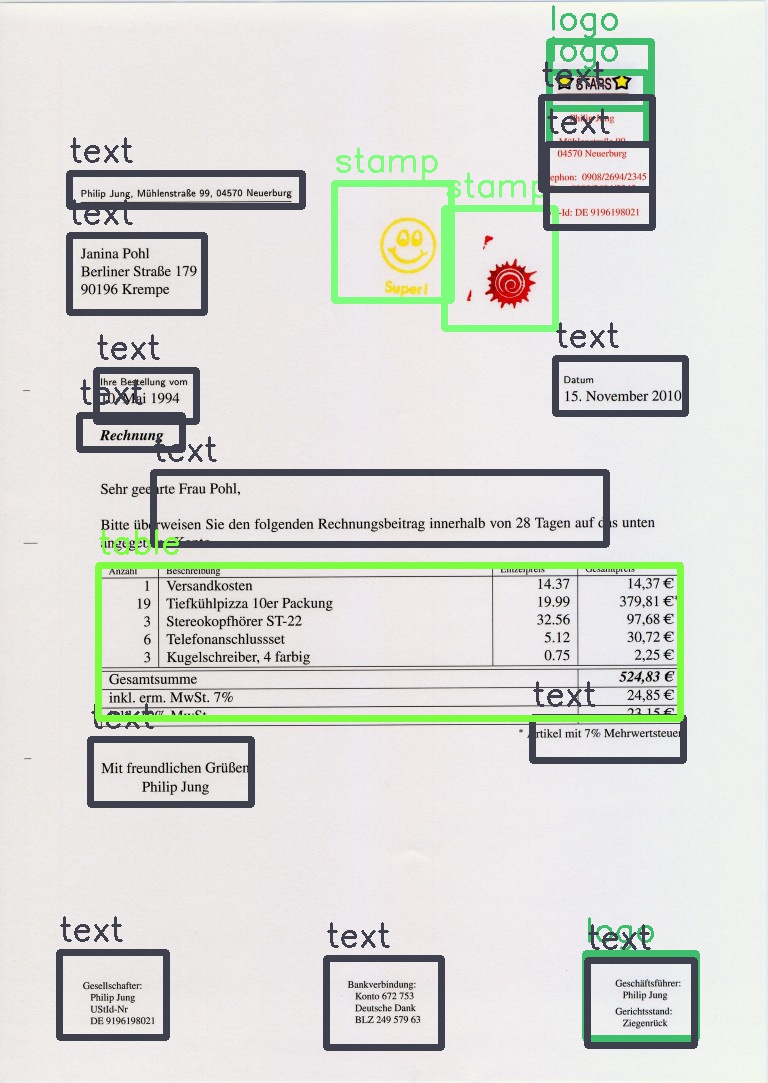 logo
logo
★STARS★
text
Philip Jung
text
04570 Neuerburg
0908/2694/2345
-Id: DE 9196198021
text
Philip Jung, Mühlenstraße 99, 04570 Neuerburg
text
Janina Pohl
Berliner Straße 179
90196 Krempe
stamp
Super!
stamp
text
Ihre Bestellung vom
10. Mai 1994
text
Datum
15. November 2010
text
Rechnung
text
Sehr geehrte Frau Pohl,
Bitte überweisen Sie den folgenden Rechnungsbeitrag innerhalb von 28 Tagen auf das unten
table
Anzahl Beschreibung Einzelpreis Gesamtpreis
1 Versandkosten 14.37 14,37 €
19 Tiefkühlpizza 10er Packung 19.99 379,81 €*
3 Stereokopfhörer ST-22 32.56 97,68 €
6 Telefonanschlussset 5.12 30,72 €
3 Kugelschreiber, 4 farbig 0.75 2,25 €
Gesamtsumme 524,83 €
inkl. erm. MwSt. 7% 24,85 €
MwSt. 23,15 €
text
* Artikel mit 7% Mehrwertsteuer
text
Mit freundlichen Grüßen
Philip Jung
text
Gesellschafter:
Philip Jung
UStId-Nr
DE 9196198021
text
Bankverbindung:
Konto 672 753
Deutsche Dank
BLZ 249 579 63
logo
text
Geschäftsführer:
Philip Jung
Gerichtsstand:
Ziegenrück